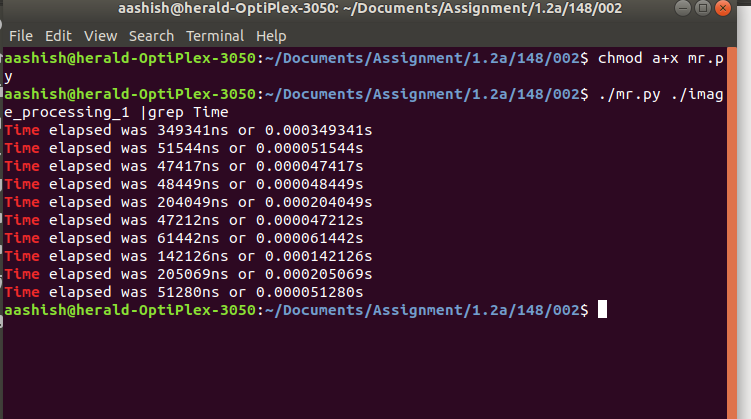 aashish@herald-OptiPlex-3050: ~/Documents/Assignment/1.2a/148/002
File Edit View Search Terminal Help
aashish@herald-OptiPlex-3050:~/Documents/Assignment/1.2a/148/002$ chmod a+x mr.p
y
aashish@herald-OptiPlex-3050:~/Documents/Assignment/1.2a/148/002$ ./mr.py ./imag
e_processing_1 |grep Time
Time elapsed was 349341ns or 0.000349341s
Time elapsed was 51544ns or 0.000051544s
Time elapsed was 47417ns or 0.000047417s
Time elapsed was 48449ns or 0.000048449s
Time elapsed was 204049ns or 0.000204049s
Time elapsed was 47212ns or 0.000047212s
Time elapsed was 61442ns or 0.000061442s
Time elapsed was 142126ns or 0.000142126s
Time elapsed was 205069ns or 0.000205069s
Time elapsed was 51280ns or 0.000051280s
aashish@herald-OptiPlex-3050:~/Documents/Assignment/1.2a/148/002$